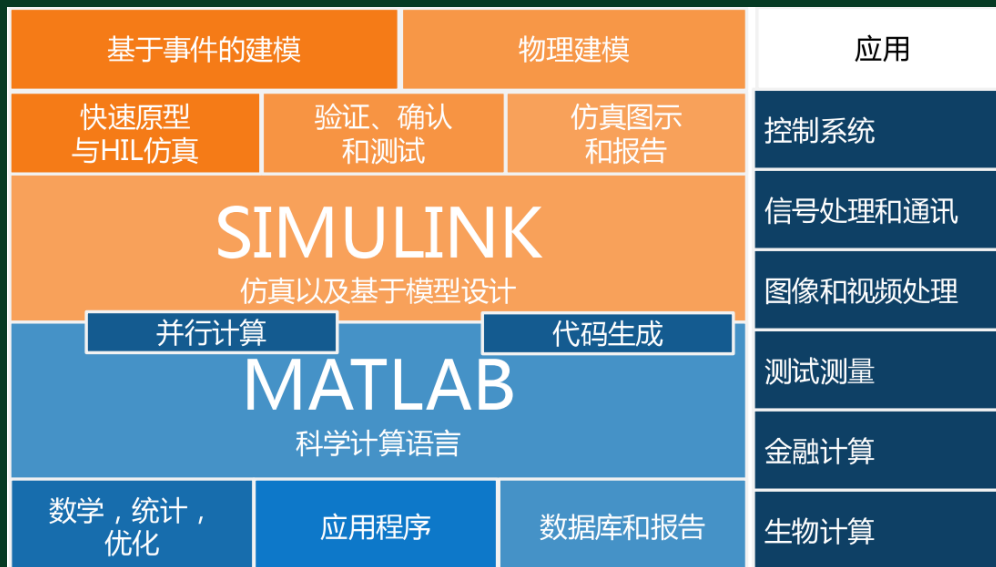 基于事件的建模
物理建模
应用
快速原型
与HIL仿真
验证、确认
和测试
仿真图示
和报告
SIMULINK
仿真以及基于模型设计
并行计算
代码生成
MATLAB
科学计算语言
数学，统计，
优化
应用程序
数据库和报告
控制系统
信号处理和通讯
图像和视频处理
测试测量
金融计算
生物计算